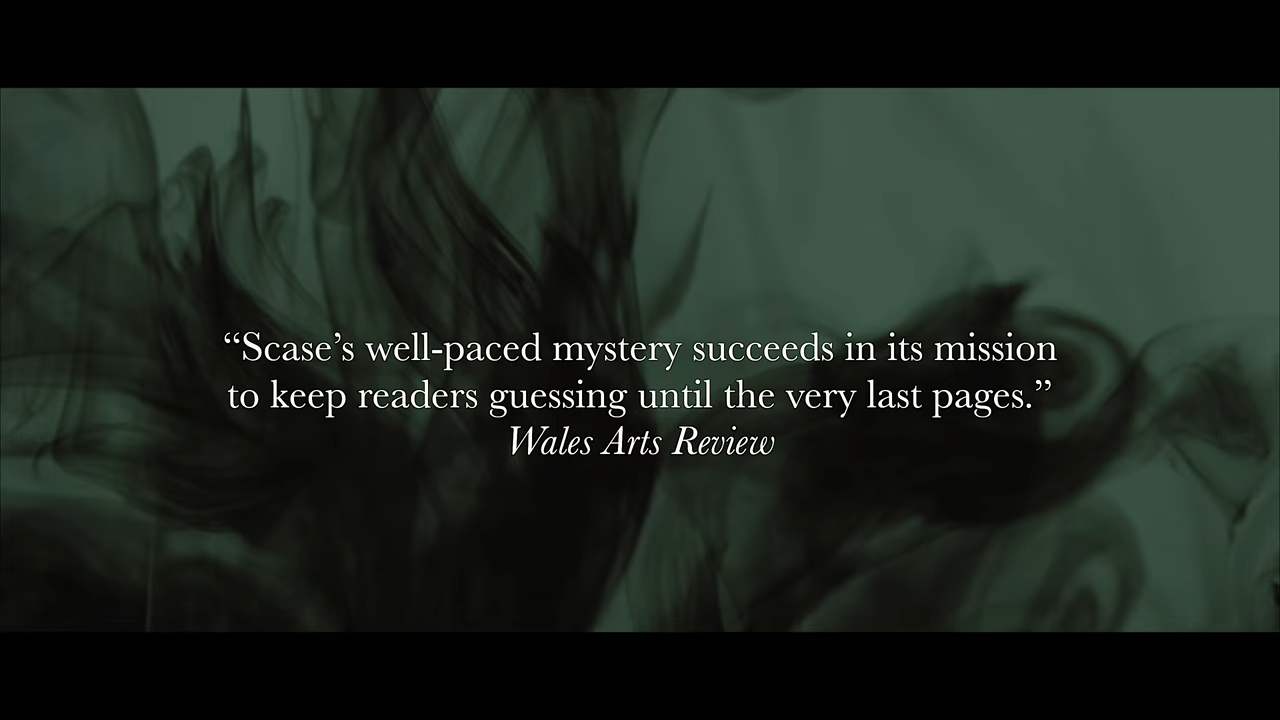 “Scase’s well-paced mystery succeeds in its mission
to keep readers guessing until the very last pages.”
Wales Arts Review